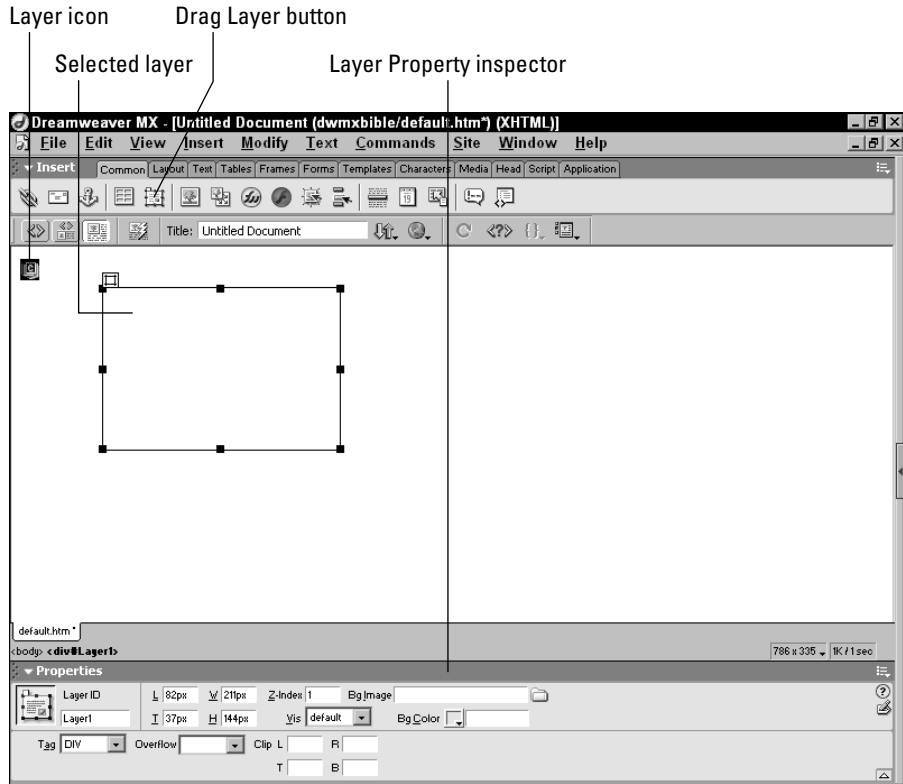 Layer icon Drag Layer button
Selected layer Layer Property inspector
Dreamweaver MX - [Untitled Document (dwmxbible/default.htm*) (XHTML)]
File Edit View Insert Modify Text Commands Site Window Help
Insert Common Layout Text Tables Frames Forms Templates Characters Media Head Script Application
19
Title: Untitled Document
default.htm*
<body> <div#Layer1> 786 x 335 1K / 1 sec
Properties
Layer ID L 82px W 211px Z-Index 1 Bg Image
Layer1 T 37px H 144px Vis default Bg Color
Tag DIV Overflow Clip L R
T B